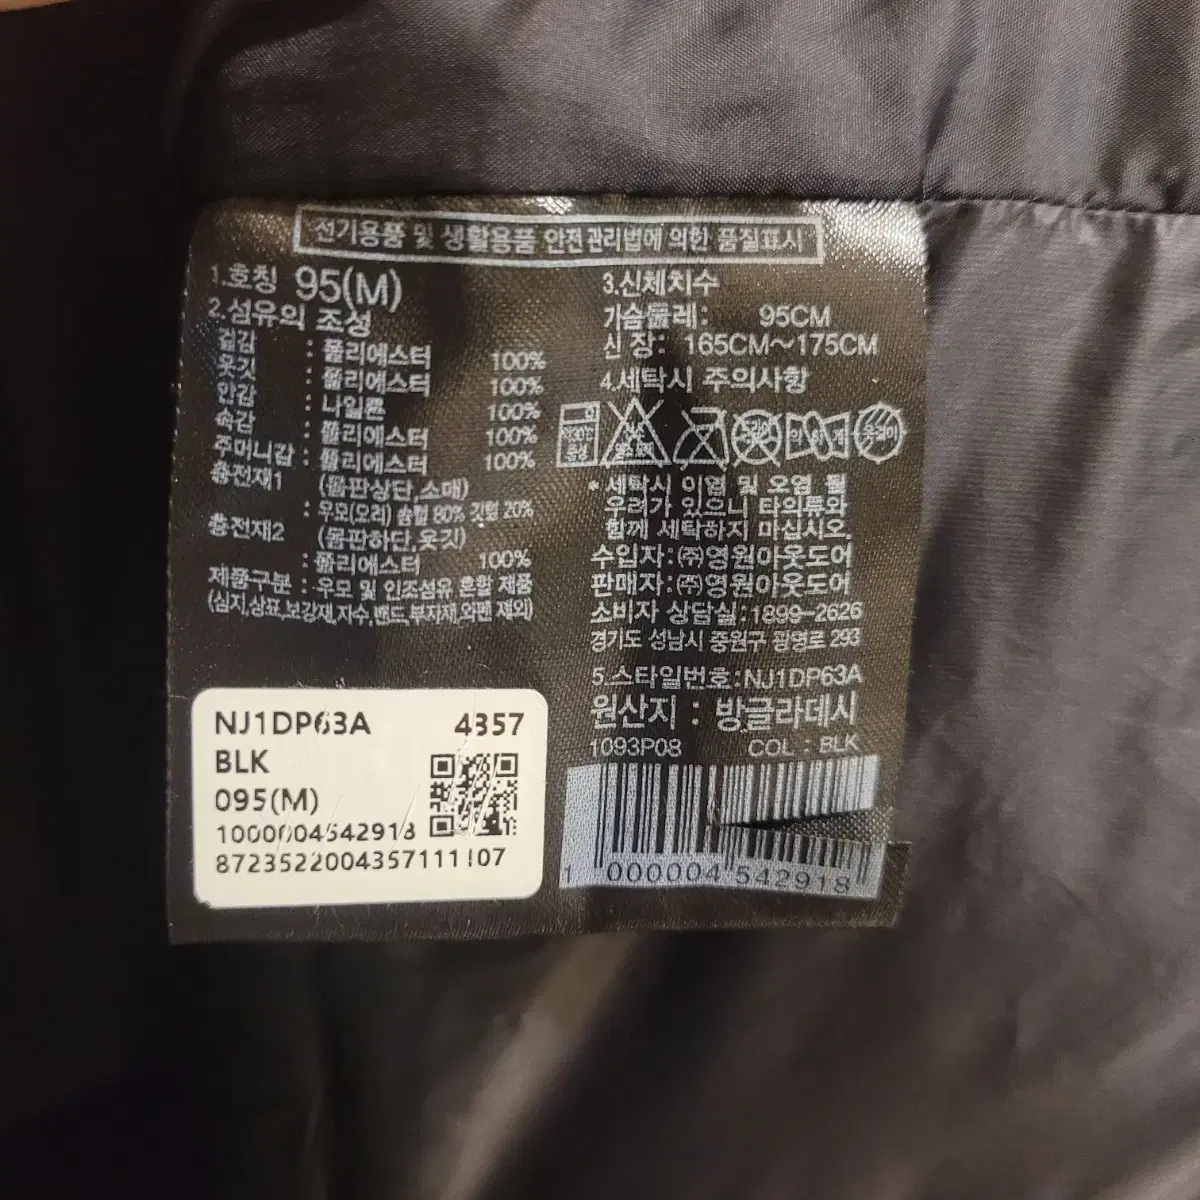 전기용품 및 생활용품 안전관리법에 의한 품질표시
1.호칭 95(M)
2.섬유의 조성
겉감 : 폴리에스터 100%
옷깃 : 폴리에스터 100%
안감 : 나일론 100%
속감 : 폴리에스터 100%
주머니감 : 폴리에스터 100%
충전재1 (몸판상단,소매)
: 우모(오리) 솜털 80% 깃털 20%
충전재2 (몸판하단,옷깃)
: 폴리에스터 100%
제품구분 : 우모 및 인조섬유 혼합 제품
(심지,상표,보강재,자수,밴드,부자재,와펜 제외)
3.신체치수
가슴둘레: 95CM
신 장: 165CM~175CM
4.세탁시 주의사항
*세탁시 이염 및 오염 될
우려가 있으니 타의류와
함께 세탁하지 마십시오.
수입자:㈜영원아웃도어
판매자:㈜영원아웃도어
소비자 상담실:1899-2626
경기도 성남시 중원구 광명로 293
5.스타일번호:NJ1DP63A
원산지 : 방글라데시
1093P08 COL : BLK
1 000004 542918
NJ1DP63A 4357
BLK
095(M)
1000004542918
8723522004357111107